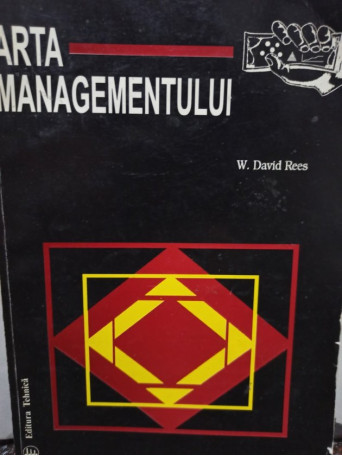 ARTA
MANAGEMENTULUI
W. David Rees
Editura Tehnică